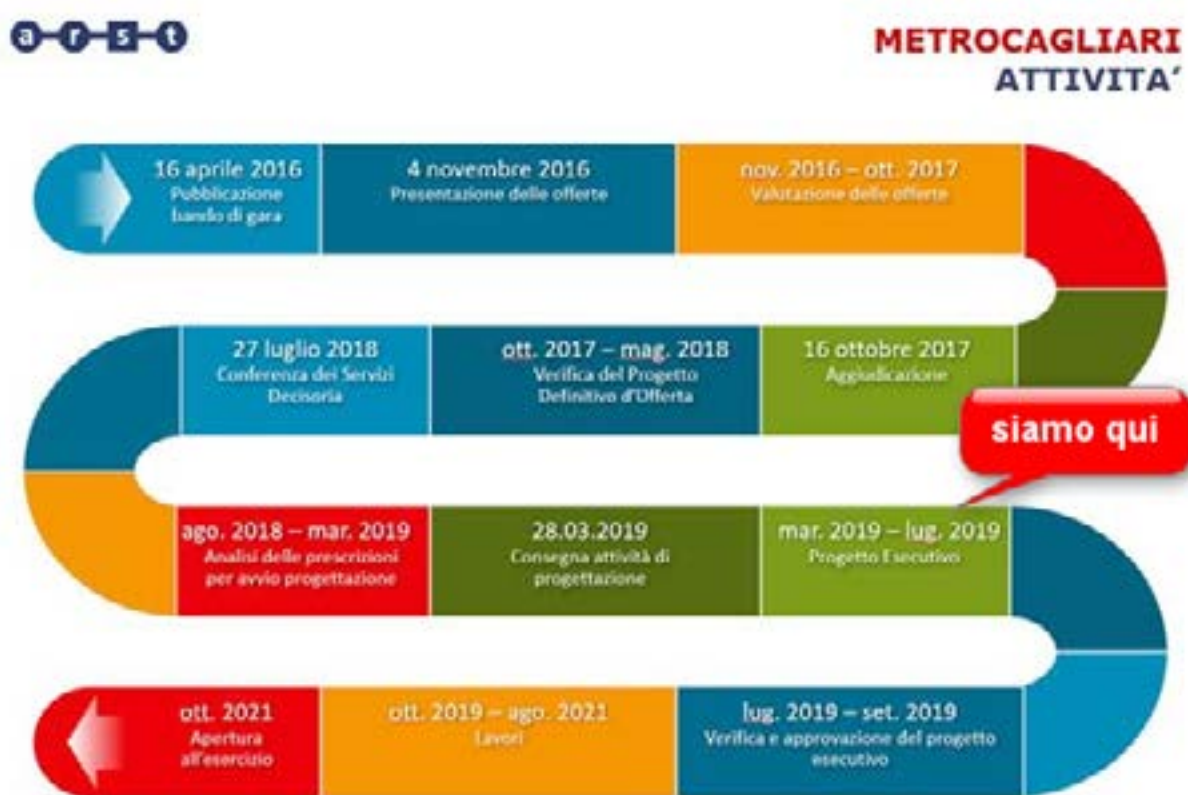 arst
METROCAGLIARI
ATTIVITA'
16 aprile 2016
Pubblicazione
bando di gara
4 novembre 2016
Presentazione delle offerte
nov. 2016 – ott. 2017
Valutazione delle offerte
16 ottobre 2017
Aggiudicazione
ott. 2017 – mag. 2018
Verifica del Progetto
Definitivo d'Offerta
27 luglio 2018
Conferenza dei Servizi
Decisoria
siamo qui
ago. 2018 – mar. 2019
Analisi delle prescrizioni
per avvio progettazione
28.03.2019
Consegna attività di
progettazione
mar. 2019 – lug. 2019
Progetto Esecutivo
lug. 2019 – set. 2019
Verifica e approvazione del progetto
esecutivo
ott. 2019 – ago. 2021
Lavori
ott. 2021
Apertura
all'esercizio